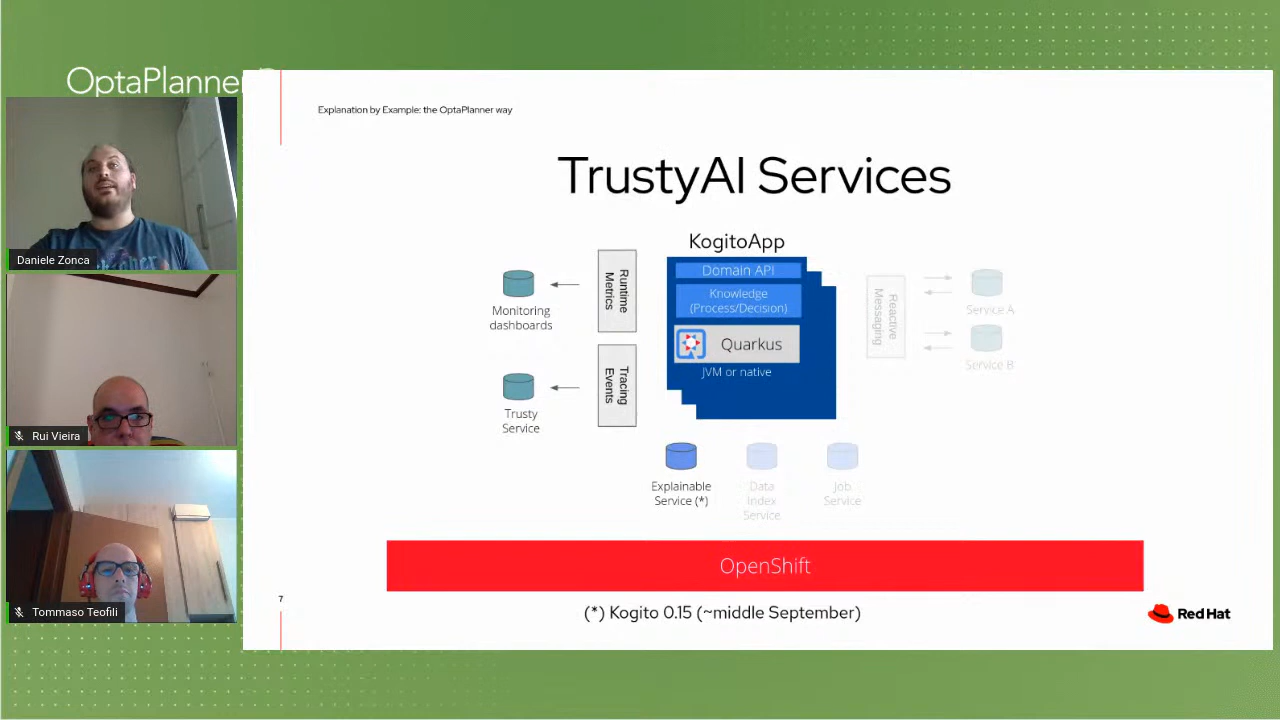 OptaPlanner
Daniele Zonca
Rui Vieira
Tommaso Teofili
Explanation by Example: the OptaPlanner way
TrustyAI Services
KogitoApp
Domain API
Knowledge
(Process/Decision)
Quarkus
JVM or native
Runtime
Metrics
Monitoring
dashboards
Tracing
Events
Trusty
Service
Reactive
Messaging
Service A
Service B
Explainable
Service (*)
Data
Index
Service
Job
Service
OpenShift
7
(*) Kogito 0.15 (~middle September)
Red Hat